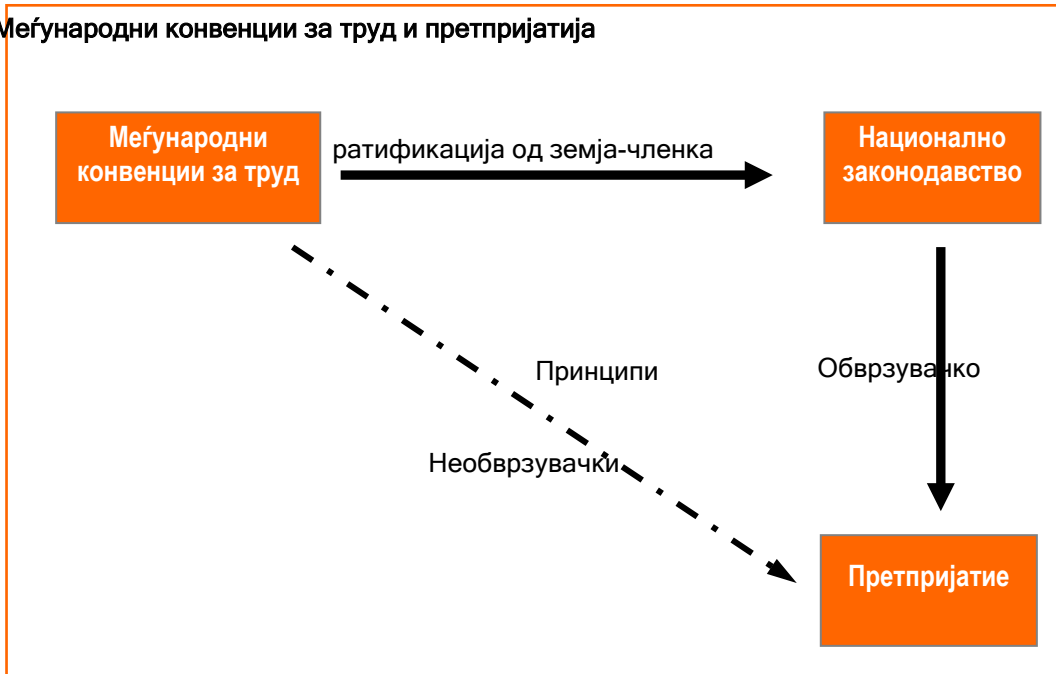 Меѓународни конвенции за труд и претпријатија
Меѓународни
конвенции за труд
ратификација од земја-членка
Национално
законодавство
Принципи
Обврзувачко
Необврзувачки
Претпријатие